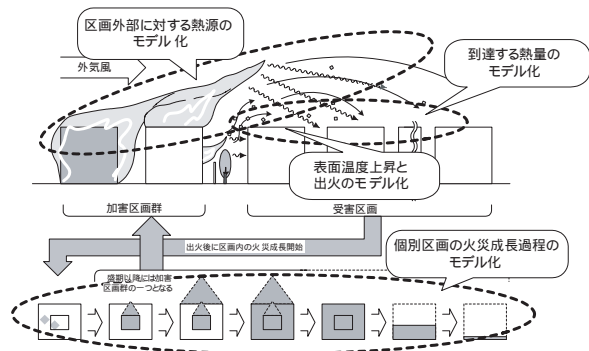 区画外部に対する熱源の
モデル化
外気風
到達する熱量の
モデル化
表面温度上昇と
出火のモデル化
加害区画群
受害区画
出火後に区画内の火災成長開始
個別区画の火災成長過程の
モデル化
盛期以降には加害
区画群の一つとなる